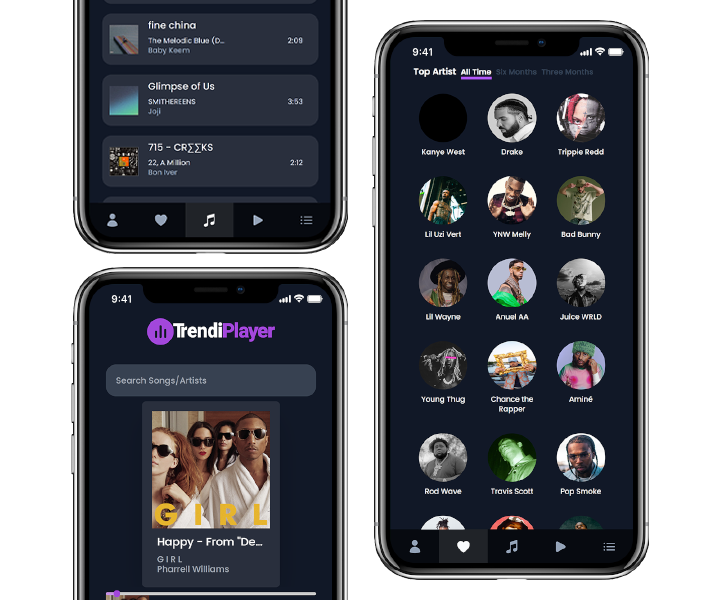 fine china
The Melodic Blue (D...
2:09
Baby Keem
Glimpse of Us
SMITHEREENS
3:53
Joji
715 - CR∑∑KS
22, A Million
2:12
Bon Iver
9:41
TrendiPlayer
Search Songs/Artists
GIRL
Happy - From "De...
G I R L
Pharrell Williams
9:41
Top Artist All Time Six Months Three Months
Kanye West
Drake
Trippie Redd
Lil Uzi Vert
YNW Melly
Bad Bunny
Lil Wayne
Anuel AA
Juice WRLD
Young Thug
Chance the
Rapper
Aminé
Rod Wave
Travis Scott
Pop Smoke